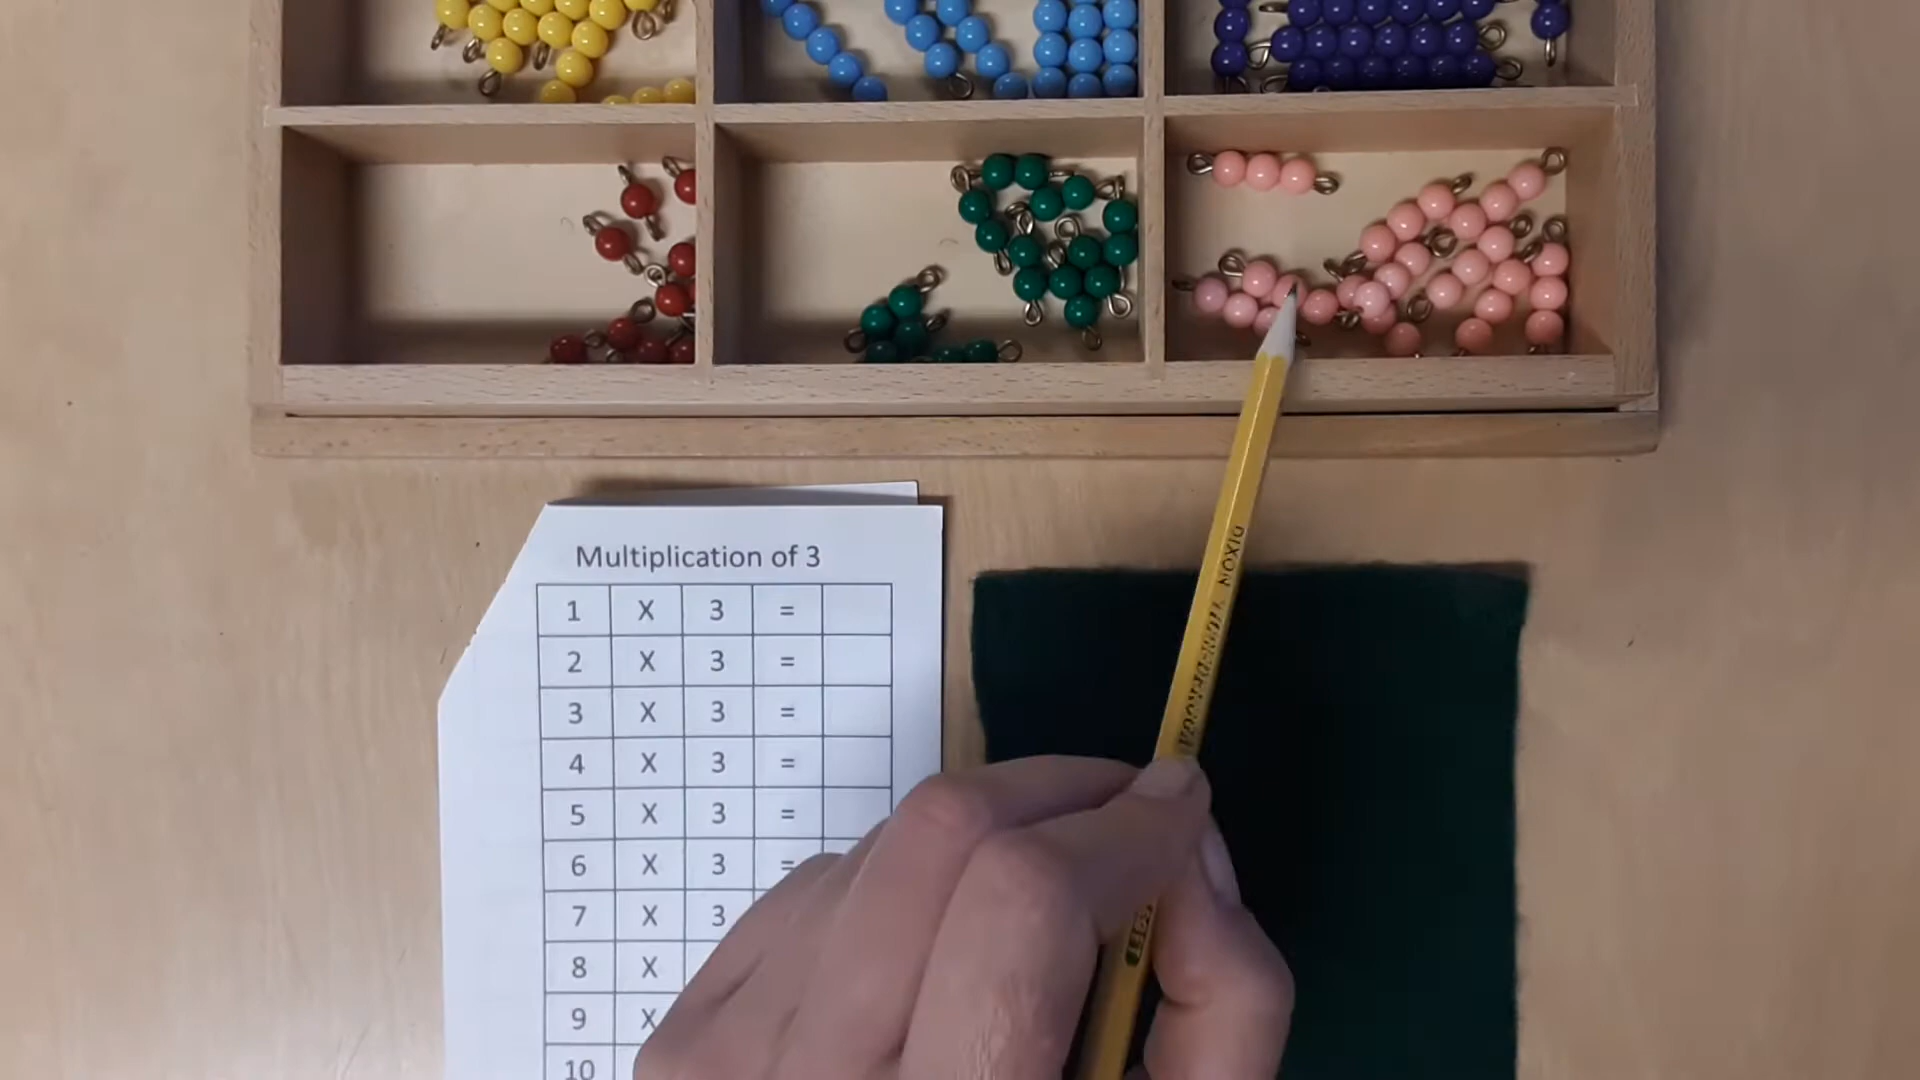 Multiplication of 3
1 X 3 =
2 X 3 =
3 X 3 =
4 X 3 =
5 X 3 =
6 X 3 =
7 X 3
8 X
9 X
10
DIXON TICONDEROGA